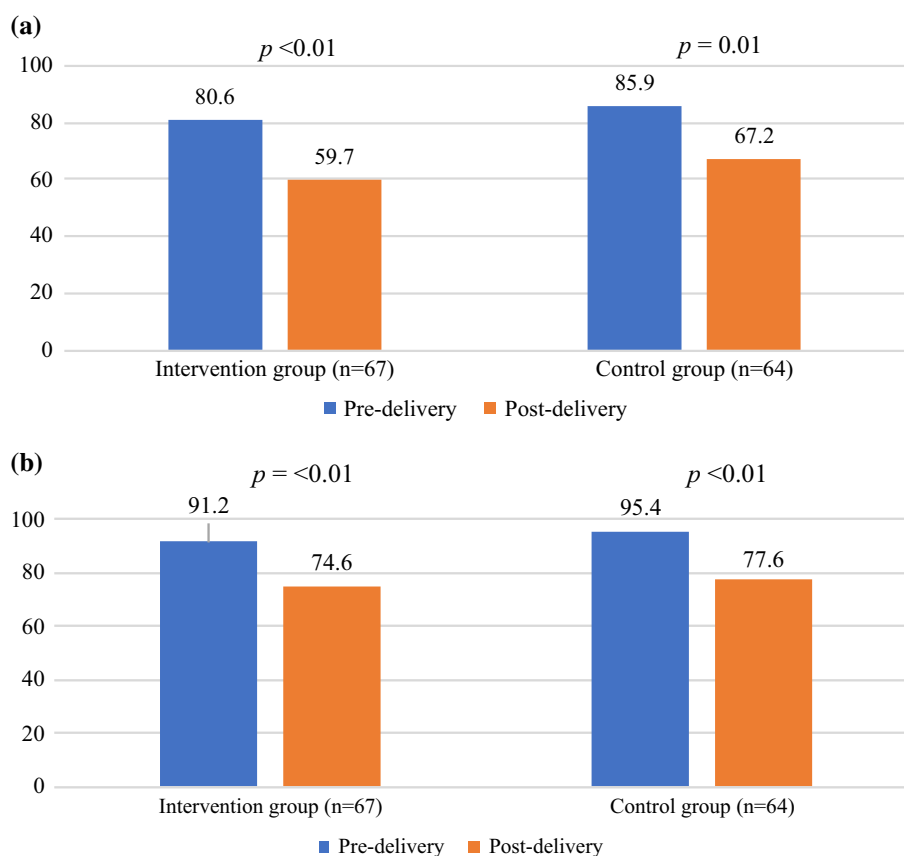 (a)
p <0.01 p = 0.01
100
80
60
40
20
0
80.6
59.7
85.9
67.2
Intervention group (n=67) Control group (n=64)
Pre-delivery Post-delivery
(b)
p = <0.01 p <0.01
100
80
60
40
20
0
91.2
74.6
95.4
77.6
Intervention group (n=67) Control group (n=64)
Pre-delivery Post-delivery